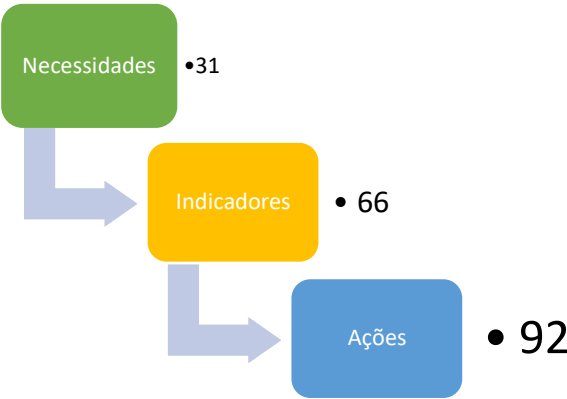 Necessidades •31
Indicadores • 66
Ações • 92